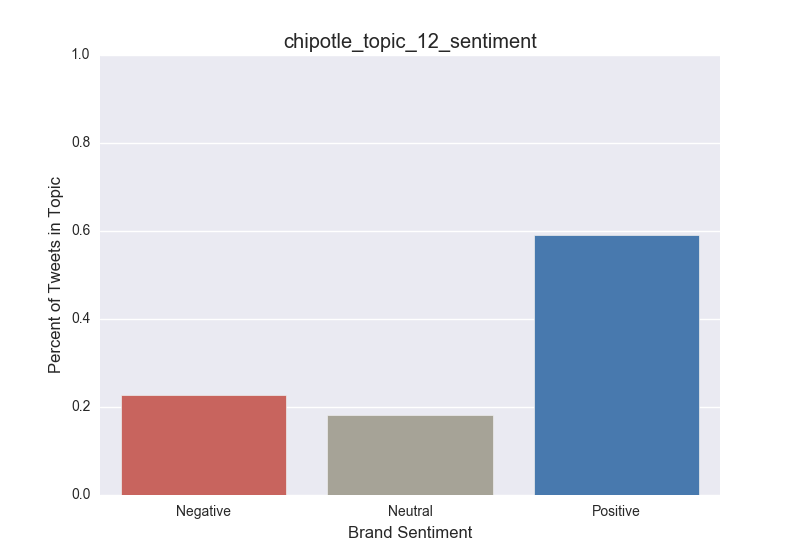 chipotle_topic_12_sentiment
1.0
0.8
0.6
0.4
0.2
0.0
Percent of Tweets in Topic
Negative
Neutral
Positive
Brand Sentiment